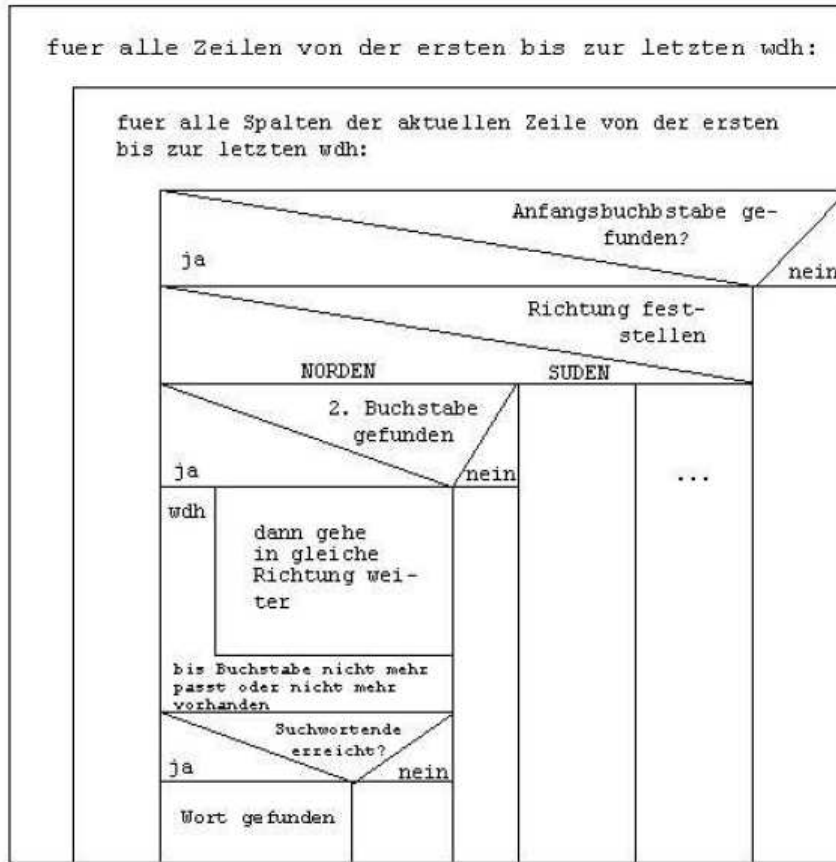 fuer alle Zeilen von der ersten bis zur letzten wdh:
fuer alle Spalten der aktuellen Zeile von der ersten
bis zur letzten wdh:
Anfangsbuchbstabe ge-
funden?
ja
nein
Richtung fest-
stellen
NORDEN
SUDEN
2. Buchstabe
gefunden
ja
nein
...
wdh
dann gehe
in gleiche
Richtung wei-
ter
bis Buchstabe nicht mehr
passt oder nicht mehr
vorhanden
Suchwortende
erreicht?
ja
nein
Wort gefunden